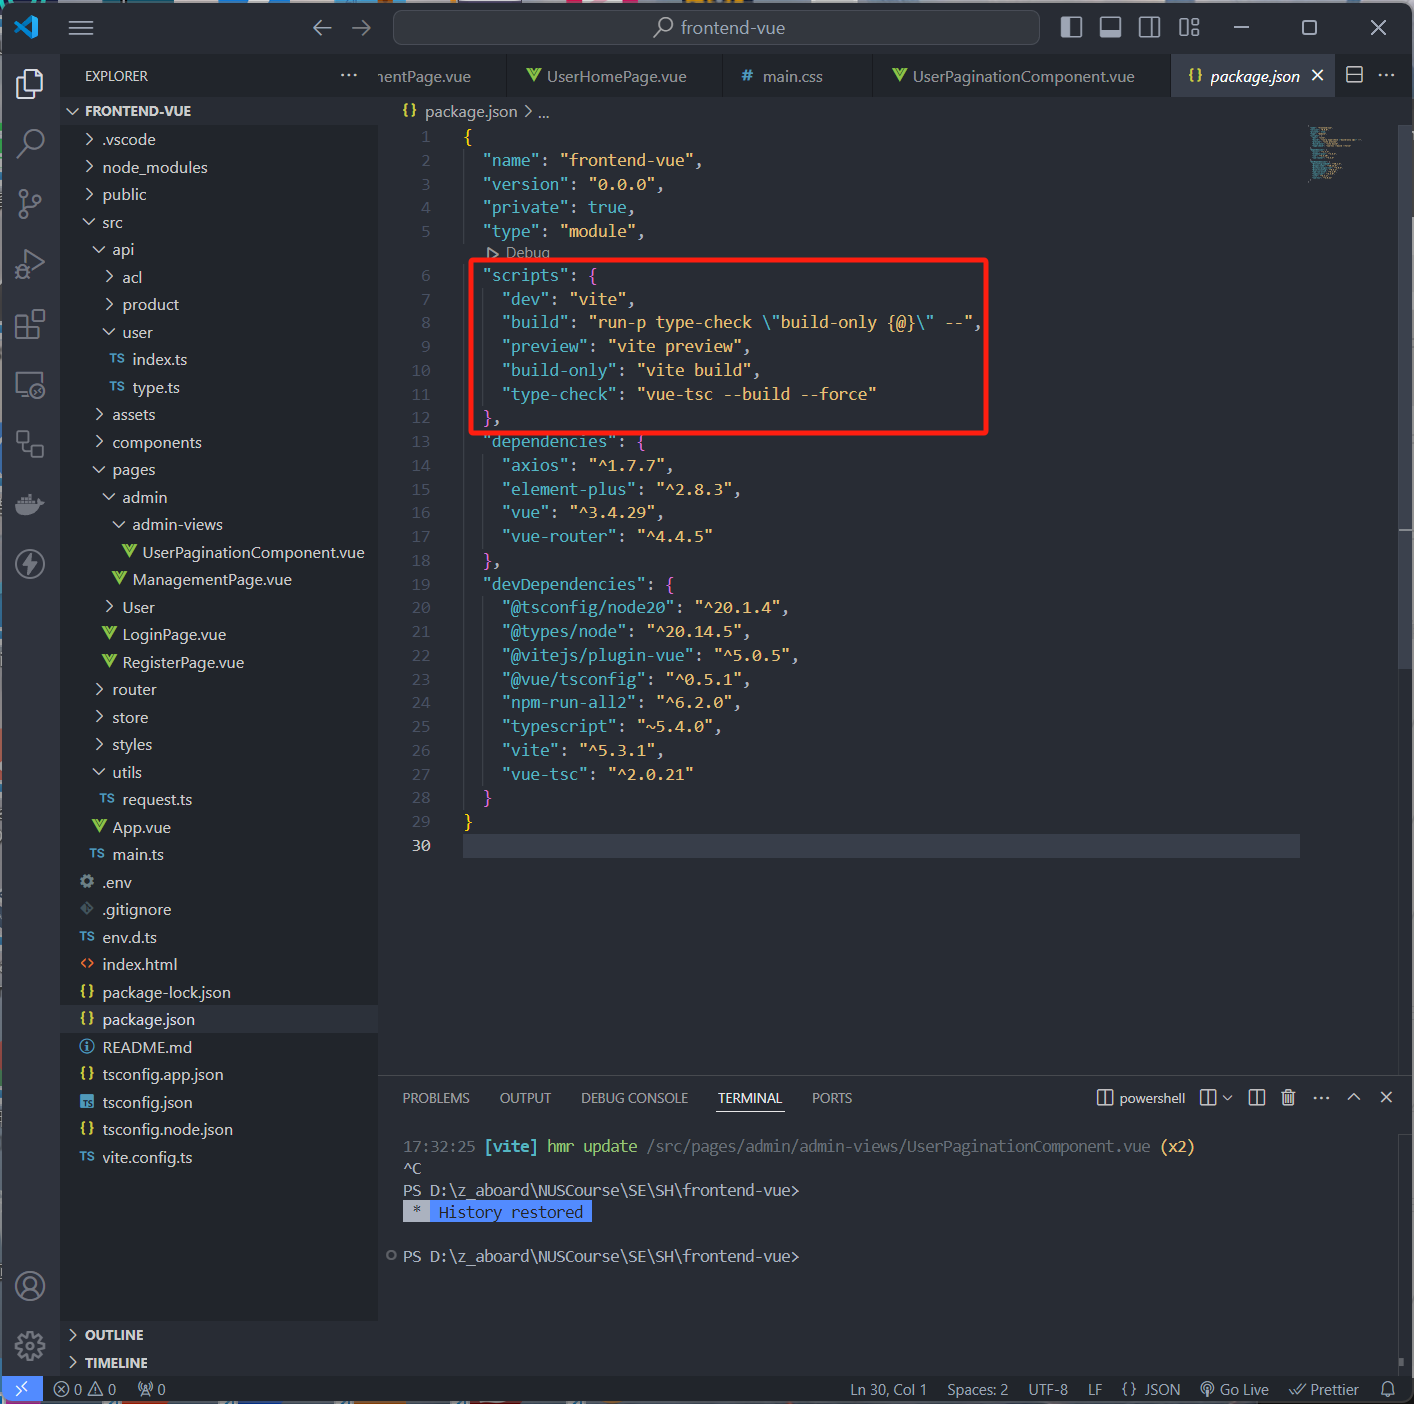 frontend-vue
EXPLORER
···
nentPage.vue
UserHomePage.vue
# main.css
UserPaginationComponent.vue
{} package.json
···
FRONTEND-VUE
.vscode
node_modules
public
src
api
acl
product
user
TS index.ts
TS type.ts
assets
components
pages
admin
admin-views
UserPaginationComponent.vue
ManagementPage.vue
User
LoginPage.vue
RegisterPage.vue
router
store
styles
utils
TS request.ts
App.vue
TS main.ts
.env
.gitignore
TS env.d.ts
<> index.html
{} package-lock.json
{} package.json
README.md
{} tsconfig.app.json
TS tsconfig.json
{} tsconfig.node.json
TS vite.config.ts
OUTLINE
TIMELINE
{} package.json > ...
1 {
2 "name": "frontend-vue",
3 "version": "0.0.0",
4 "private": true,
5 "type": "module",
Debug
6 "scripts": {
7 "dev": "vite",
8 "build": "run-p type-check \"build-only {@}\" --",
9 "preview": "vite preview",
10 "build-only": "vite build",
11 "type-check": "vue-tsc --build --force"
12 },
13 "dependencies": {
14 "axios": "^1.7.7",
15 "element-plus": "^2.8.3",
16 "vue": "^3.4.29",
17 "vue-router": "^4.4.5"
18 },
19 "devDependencies": {
20 "@tsconfig/node20": "^20.1.4",
21 "@types/node": "^20.14.5",
22 "@vitejs/plugin-vue": "^5.0.5",
23 "@vue/tsconfig": "^0.5.1",
24 "npm-run-all2": "^6.2.0",
25 "typescript": "~5.4.0",
26 "vite": "^5.3.1",
27 "vue-tsc": "^2.0.21"
28 }
29 }
30
PROBLEMS OUTPUT DEBUG CONSOLE TERMINAL PORTS
powershell
17:32:25 [vite] hmr update /src/pages/admin/admin-views/UserPaginationComponent.vue (x2)
^C
PS D:\z_aboard\NUSCourse\SE\SH\frontend-vue>
* History restored
PS D:\z_aboard\NUSCourse\SE\SH\frontend-vue>
0 0 0
Ln 30, Col 1 Spaces: 2 UTF-8 LF {} JSON Go Live Prettier